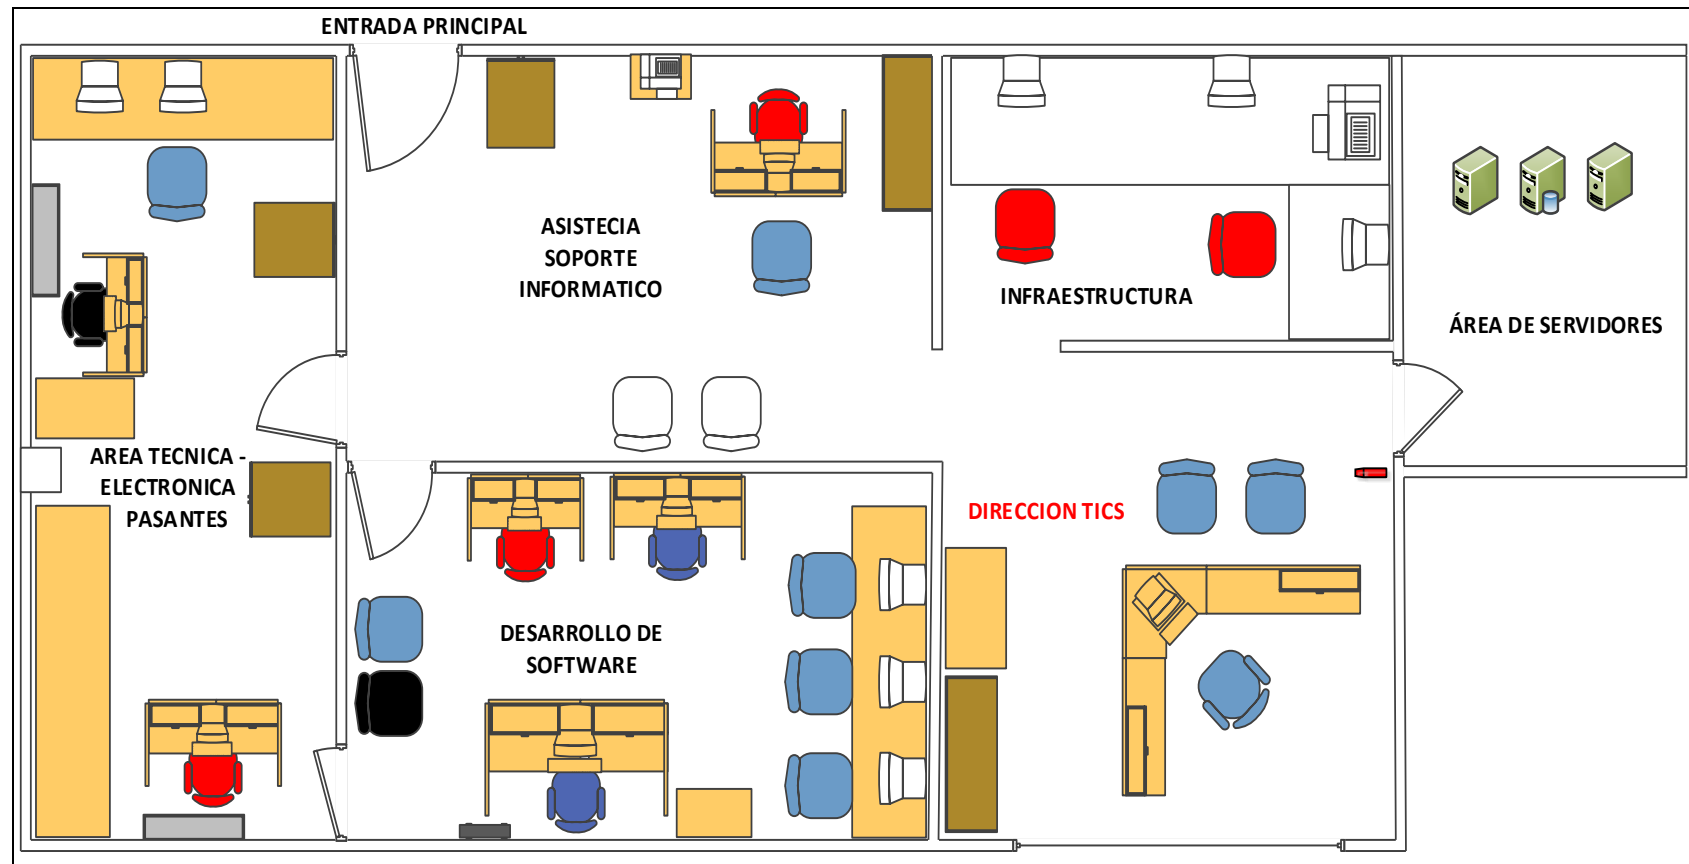 ENTRADA PRINCIPAL
ASISTECIA
SOPORTE
INFORMATICO
INFRAESTRUCTURA
ÁREA DE SERVIDORES
AREA TECNICA -
ELECTRONICA
PASANTES
DIRECCION TICS
DESARROLLO DE
SOFTWARE